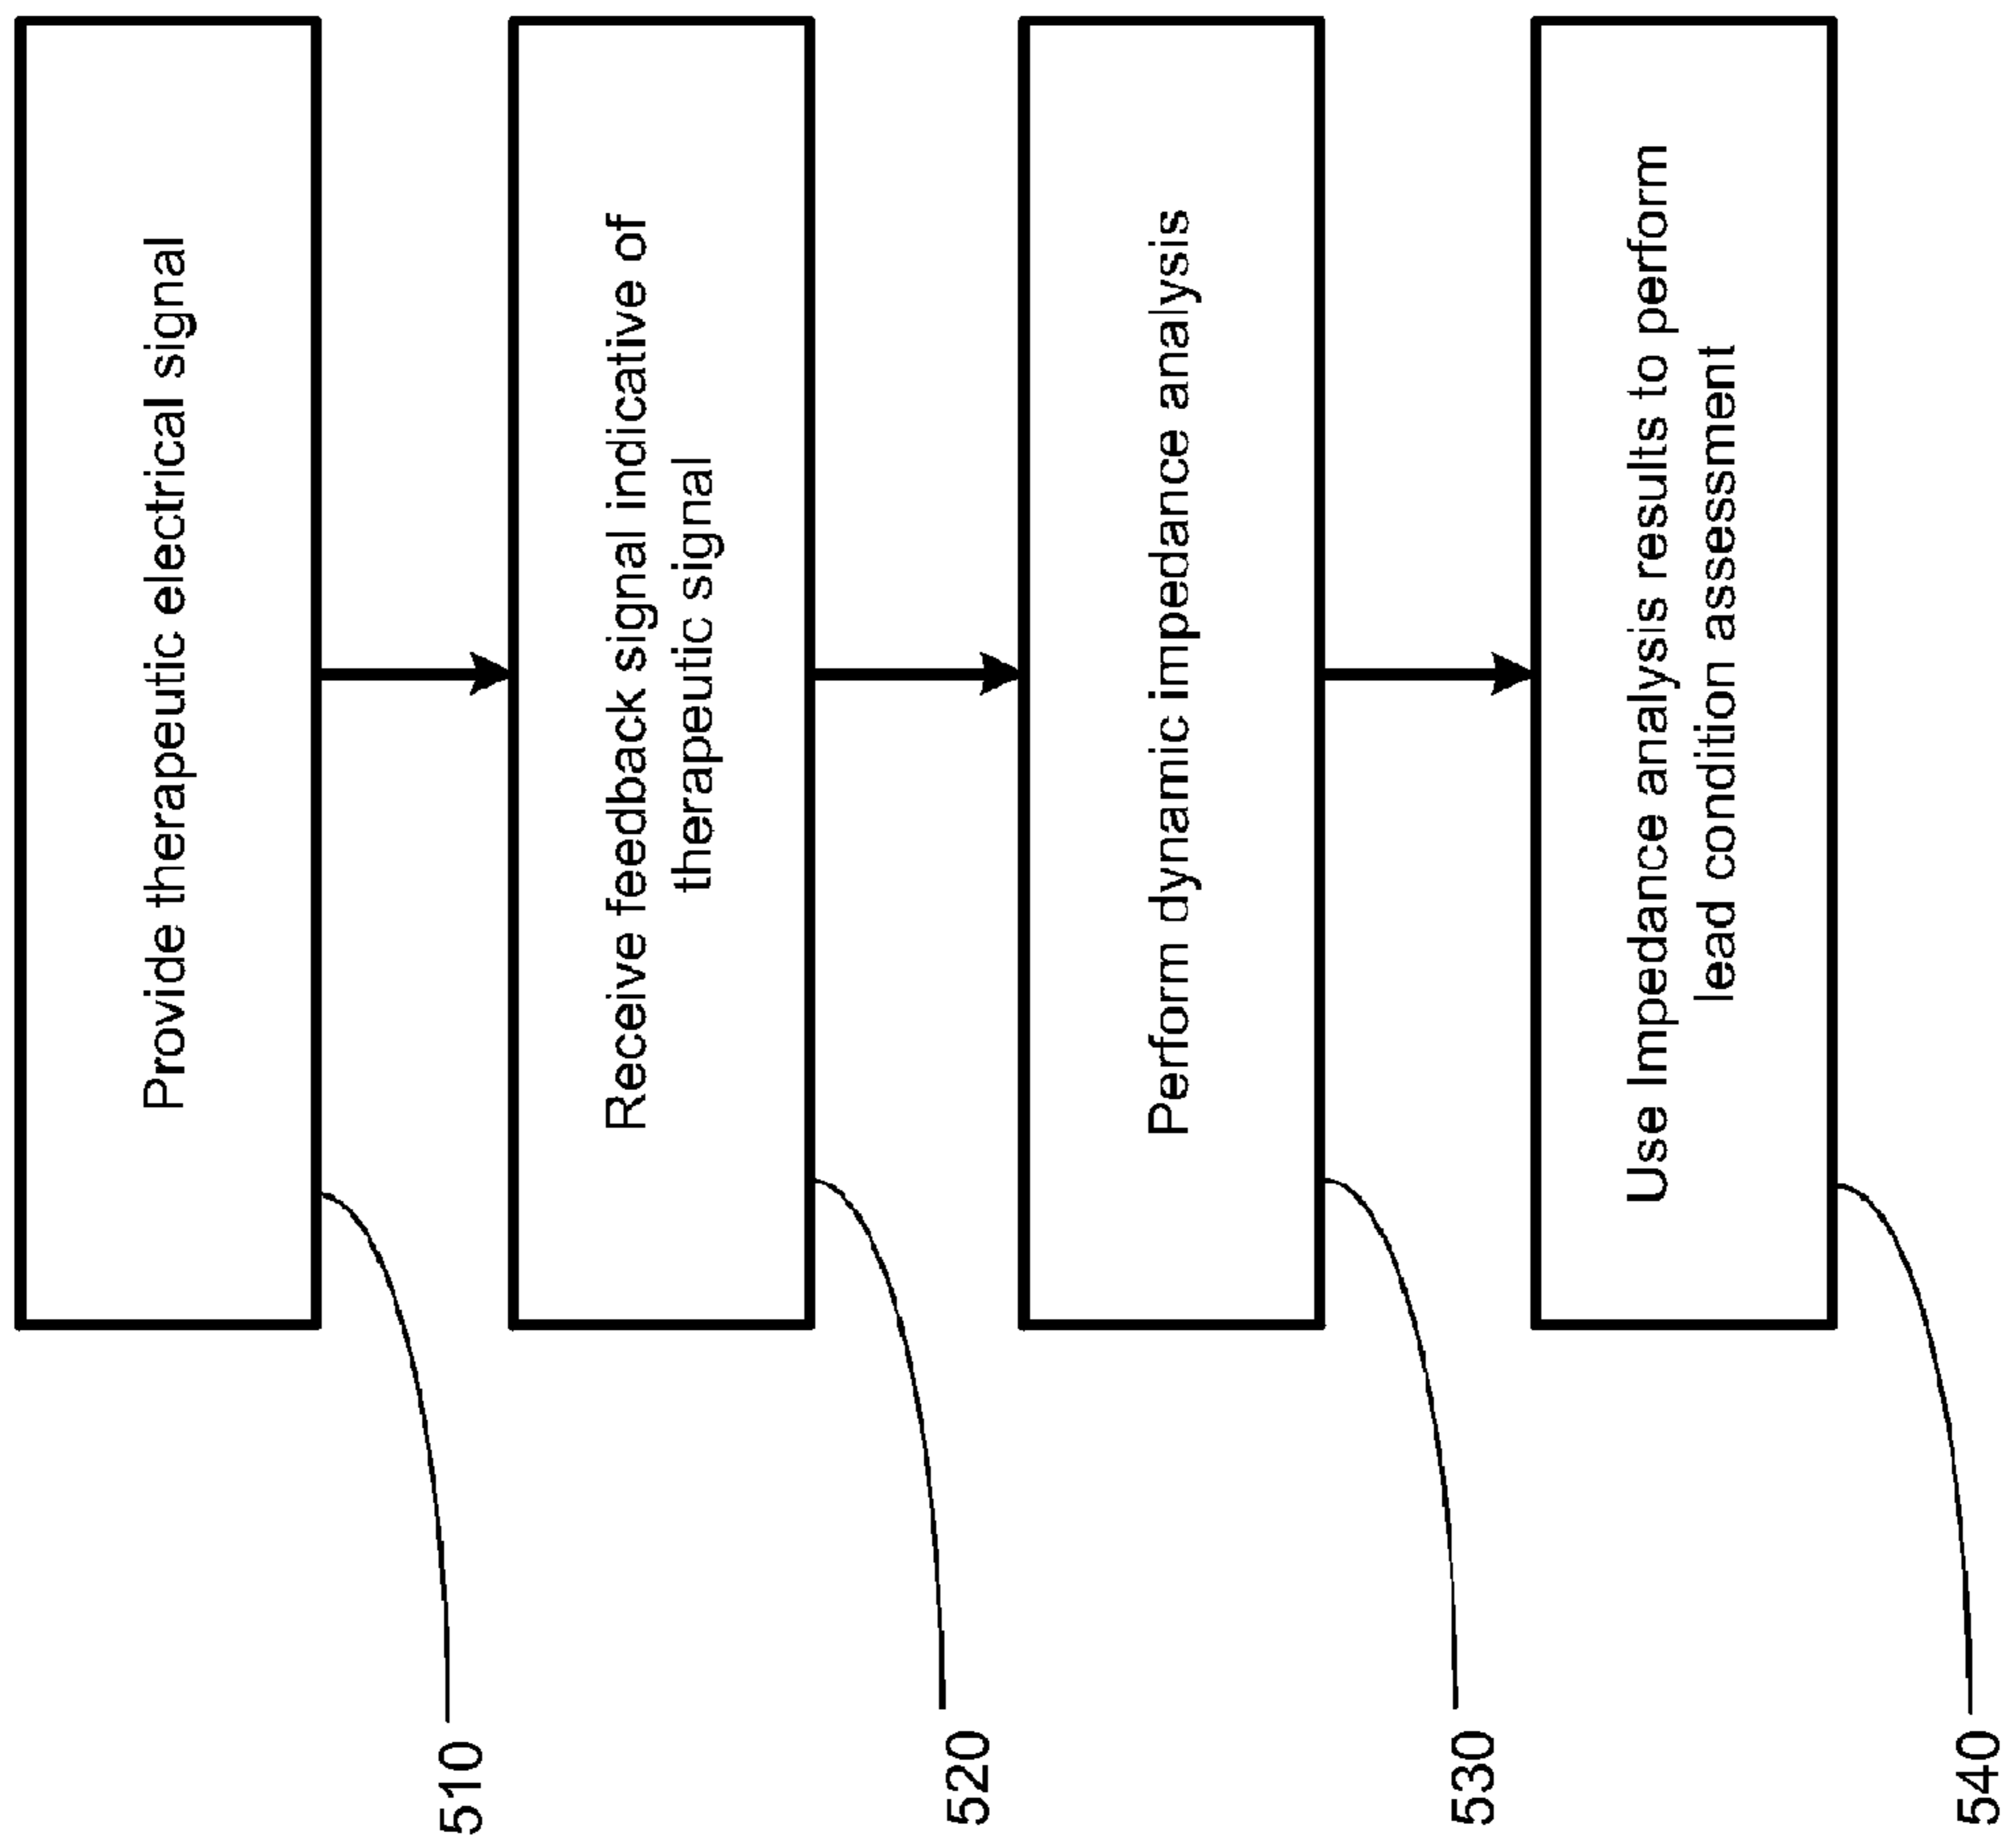 Provide therapeutic electrical signal
510
Receive feedback signal indicative of
therapeutic signal
520
Perform dynamic impedance analysis
530
Use Impedance analysis results to perform
lead condition assessment
540